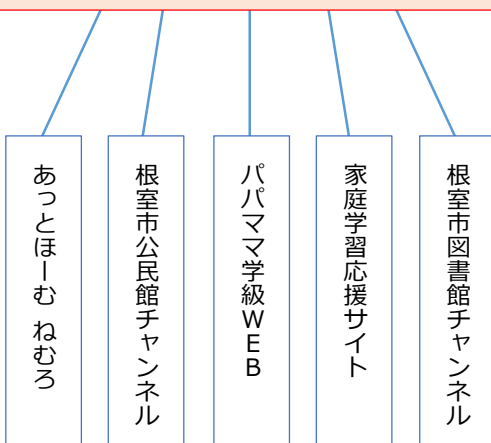 あっとほーむ ねむろ
根室市公民館チャンネル
パパママ学級WEB
家庭学習応援サイト
根室市図書館チャンネル